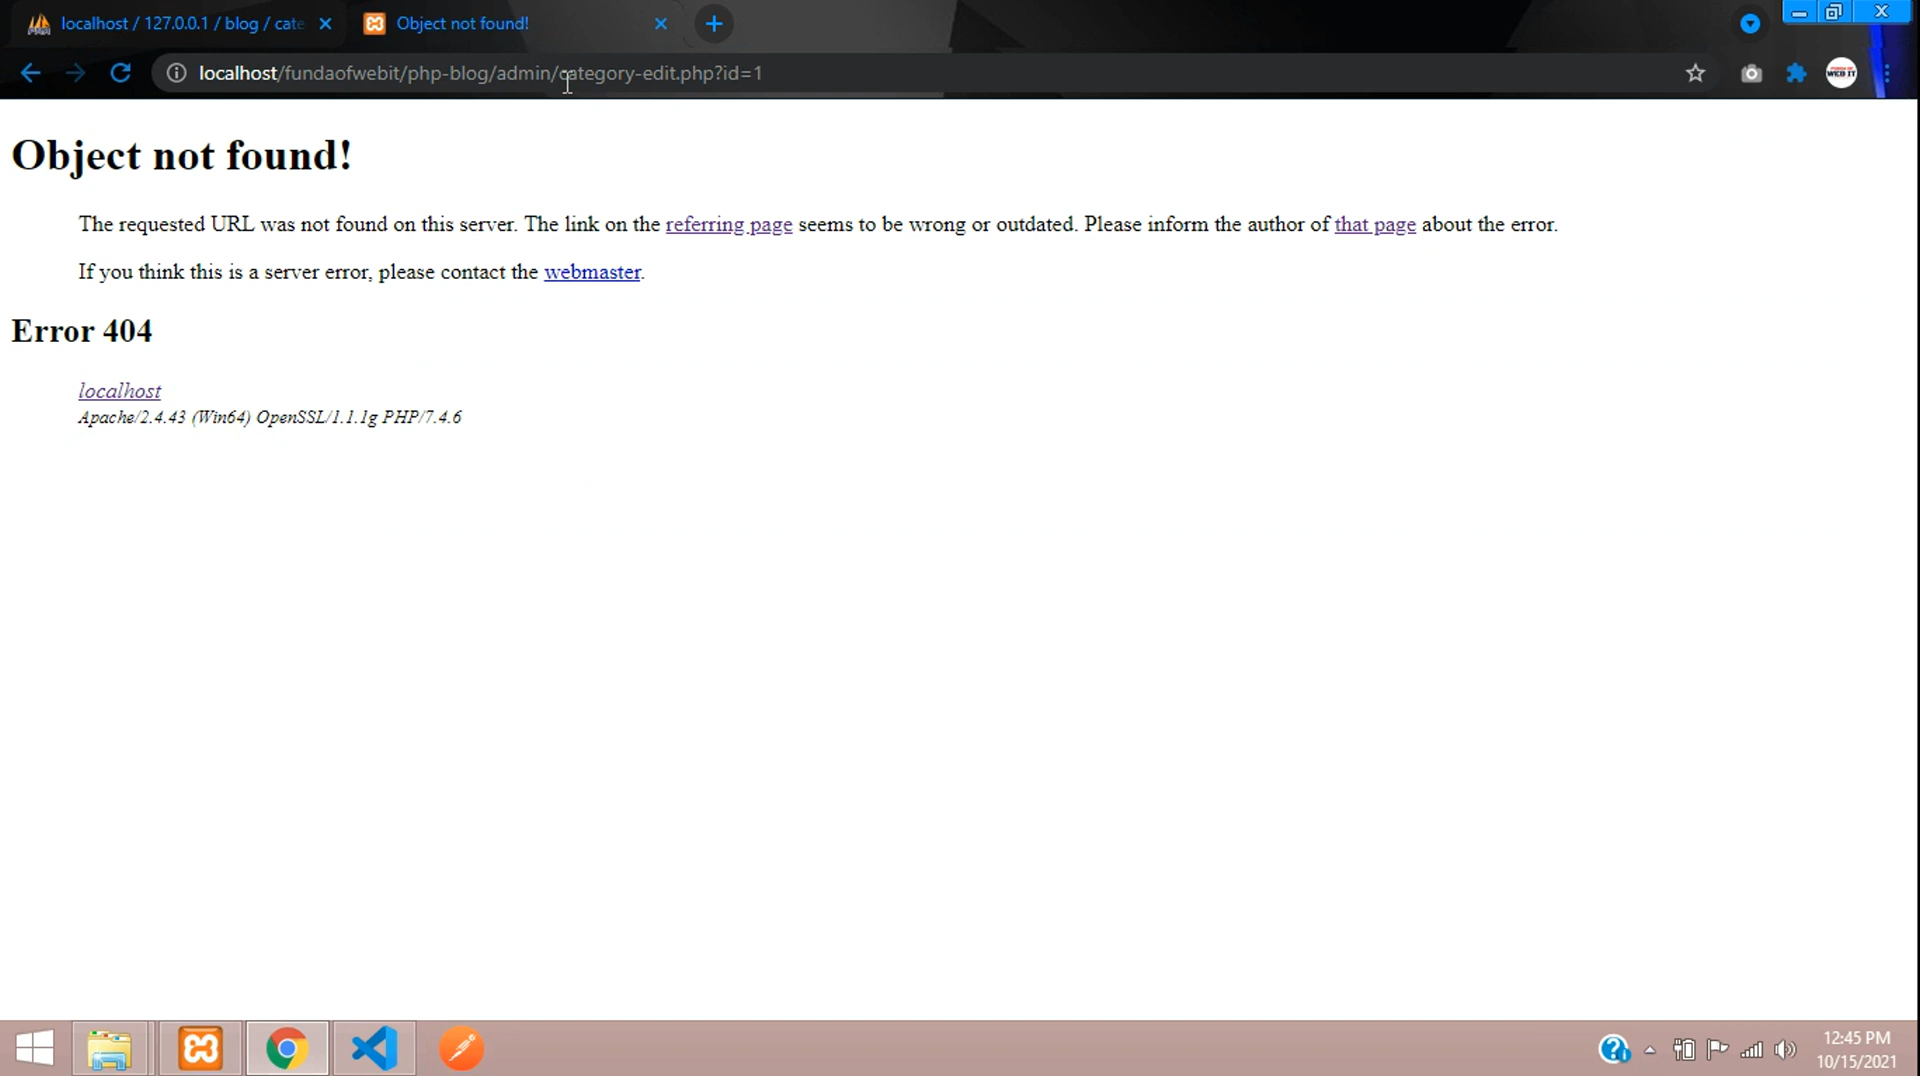 localhost / 127.0.0.1 / blog / cate
Object not found!
localhost/fundaofwebit/php-blog/admin/category-edit.php?id=1
WEB IT
Object not found!
The requested URL was not found on this server. The link on the referring page seems to be wrong or outdated. Please inform the author of that page about the error.
If you think this is a server error, please contact the webmaster.
Error 404
localhost
Apache/2.4.43 (Win64) OpenSSL/1.1.1g PHP/7.4.6
12:45 PM
10/15/2021